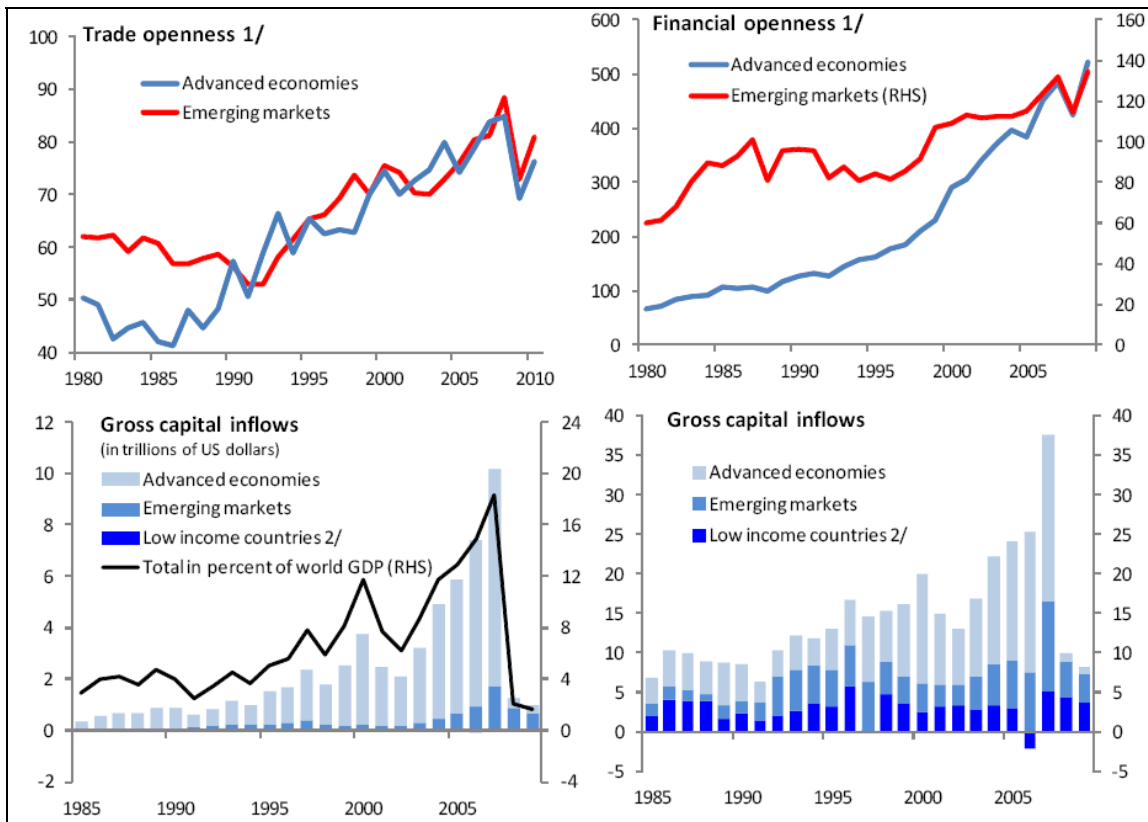 Trade openness 1/
Advanced economies
Emerging markets
100
90
80
70
60
50
40
1980 1985 1990 1995 2000 2005 2010
Financial openness 1/
Advanced economies
Emerging markets (RHS)
600 160
500 140
400 120
300 100
200 80
100 60
0 40
20
0
1980 1985 1990 1995 2000 2005
Gross capital inflows
(in trillions of US dollars)
Advanced economies
Emerging markets
Low income countries 2/
Total in percent of world GDP (RHS)
12 24
10 20
8 16
6 12
4 8
2 4
0 0
-2 -4
1985 1990 1995 2000 2005
Gross capital inflows
Advanced economies
Emerging markets
Low income countries 2/
40 40
35 35
30 30
25 25
20 20
15 15
10 10
5 5
0 0
-5 -5
1985 1990 1995 2000 2005